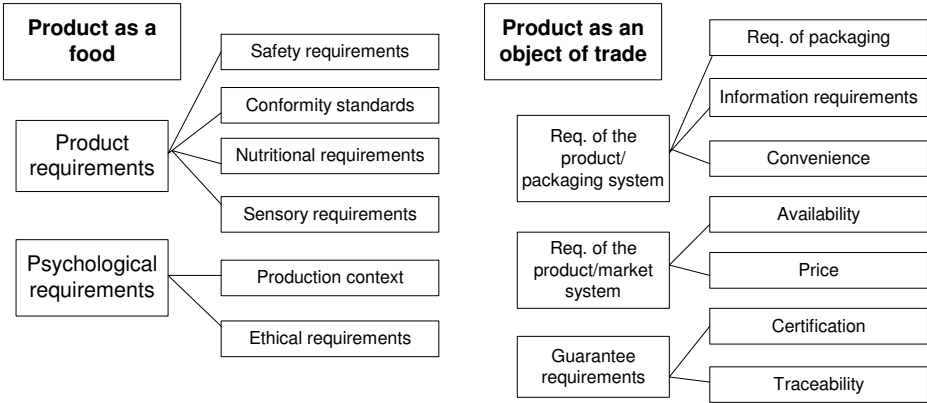 Product as a
food
Safety requirements
Conformity standards
Product
requirements
Nutritional requirements
Sensory requirements
Psychological
requirements
Production context
Ethical requirements
Product as an
object of trade
Req. of packaging
Information requirements
Req. of the
product/
packaging system
Convenience
Availability
Req. of the
product/market
system
Price
Certification
Guarantee
requirements
Traceability